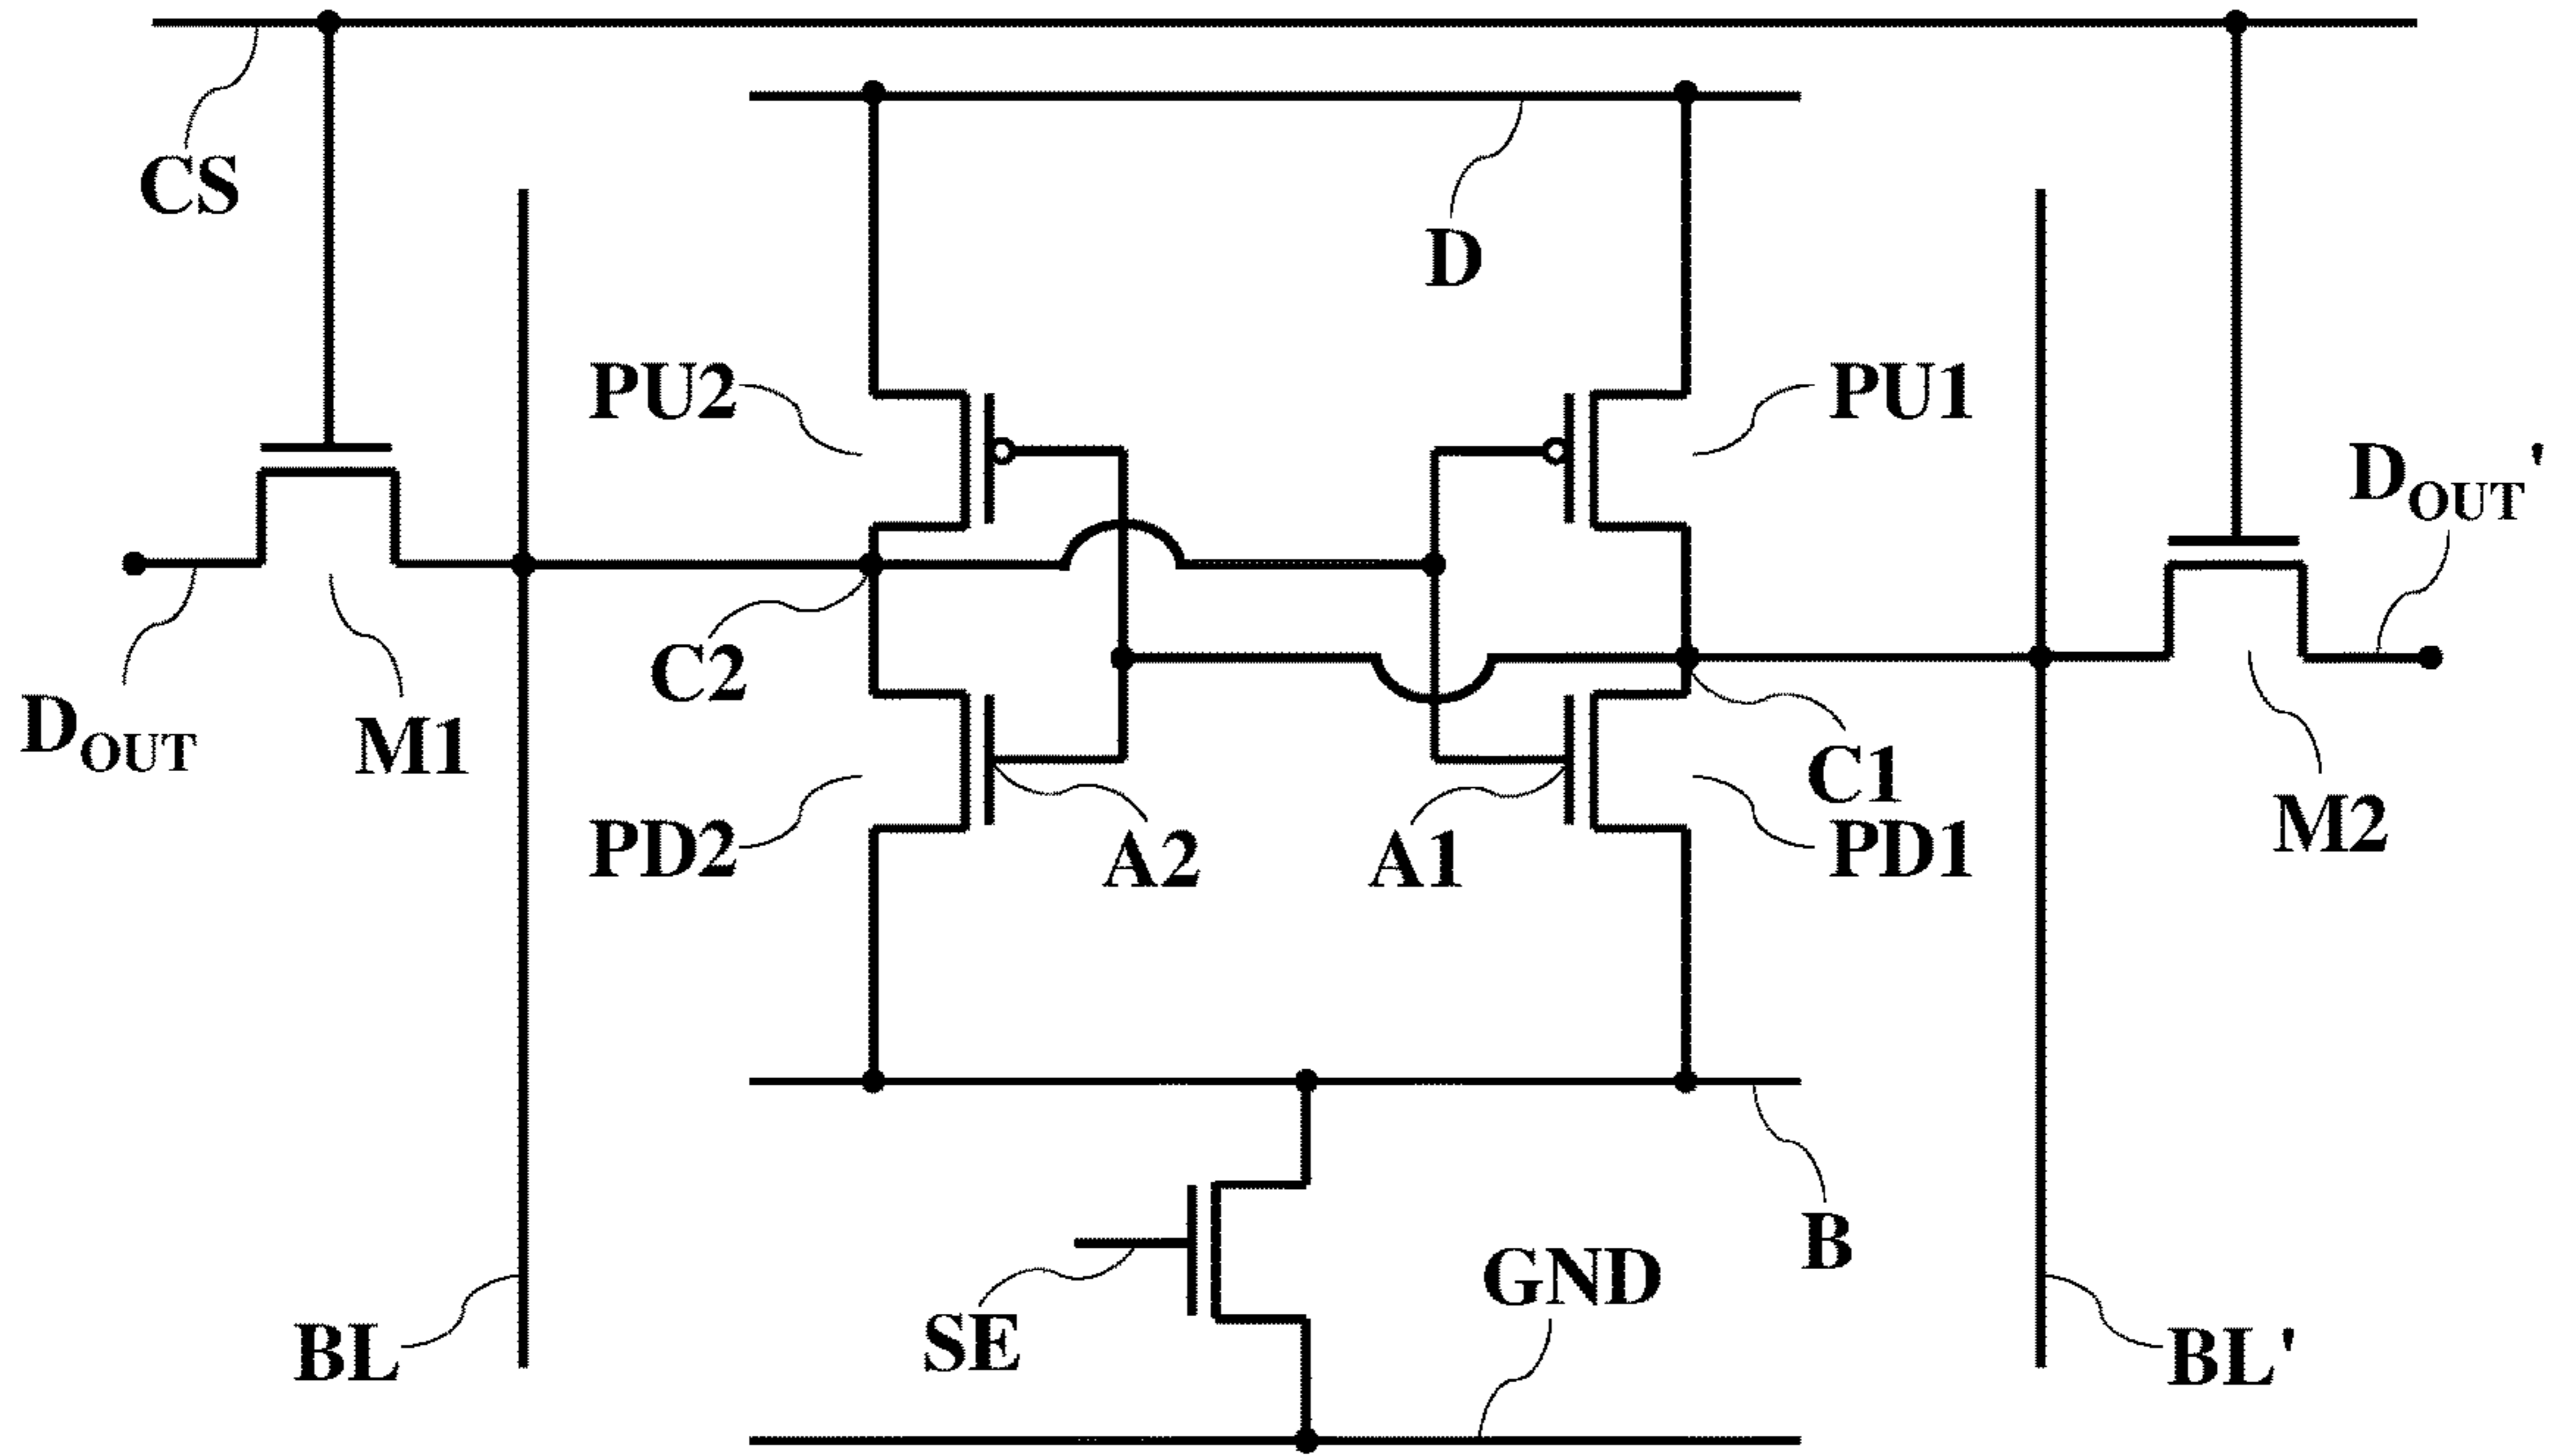 CS
D
PU2
PU1
DOUT'
C2
DOUT
M1
C1
PD2
A2
A1
PD1
M2
B
GND
SE
BL
BL'